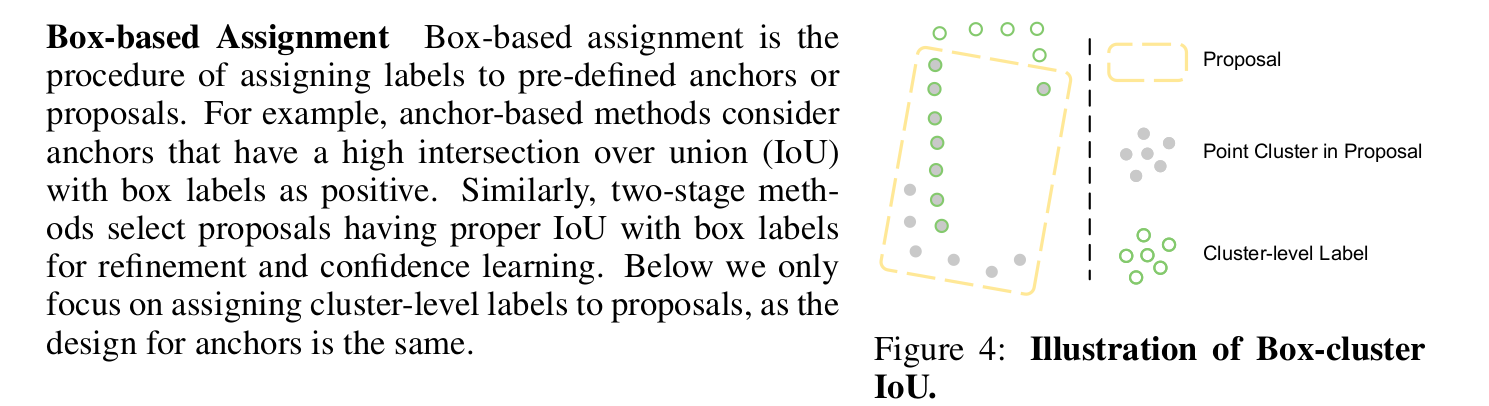 Box-based Assignment Box-based assignment is the
procedure of assigning labels to pre-defined anchors or
proposals. For example, anchor-based methods consider
anchors that have a high intersection over union (IoU)
with box labels as positive. Similarly, two-stage meth-
ods select proposals having proper IoU with box labels
for refinement and confidence learning. Below we only
focus on assigning cluster-level labels to proposals, as the
design for anchors is the same.
Proposal
Point Cluster in Proposal
Cluster-level Label
Figure 4: Illustration of Box-cluster
IoU.